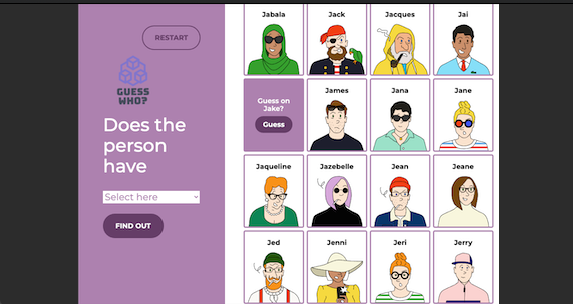 RESTART
GUESS
WHO?
Does the
person
have
Select here
FIND OUT
Jabala
Jack
Jacques
Jai
Guess on
Jake?
Guess
James
Jana
Jane
Jaqueline
Jazebelle
Jean
Jeane
Jed
Jenni
Jeri
Jerry